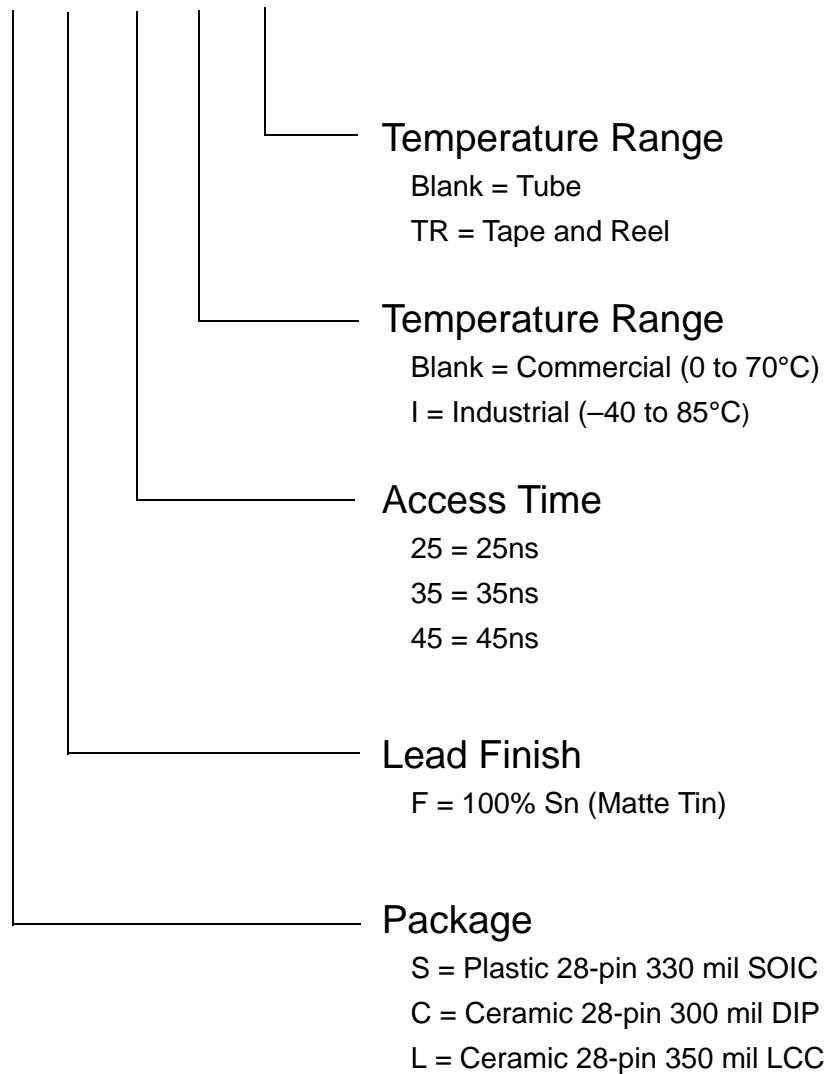 Temperature Range
Blank = Tube
TR = Tape and Reel
Temperature Range
Blank = Commercial (0 to 70°C)
I = Industrial (–40 to 85°C)
Access Time
25 = 25ns
35 = 35ns
45 = 45ns
Lead Finish
F = 100% Sn (Matte Tin)
Package
S = Plastic 28-pin 330 mil SOIC
C = Ceramic 28-pin 300 mil DIP
L = Ceramic 28-pin 350 mil LCC